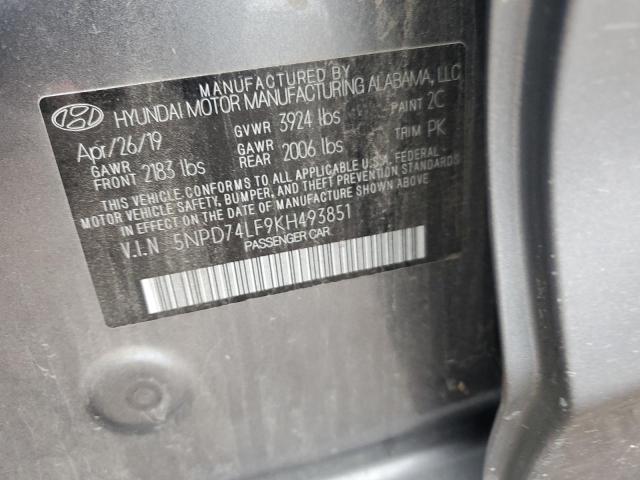 MANUFACTURED BY
HYUNDAI MOTOR MANUFACTURING ALABAMA, LLC
Apr/26/19 GVWR 3924 lbs PAINT 2C
GAWR FRONT 2183 lbs GAWR REAR 2006 lbs TRIM PK
THIS VEHICLE CONFORMS TO ALL APPLICABLE U.S.A. FEDERAL
MOTOR VEHICLE SAFETY, BUMPER, AND THEFT PREVENTION STANDARDS
IN EFFECT ON THE DATE OF MANUFACTURE SHOWN ABOVE.
V.I.N 5NPD74LF9KH493851
PASSENGER CAR